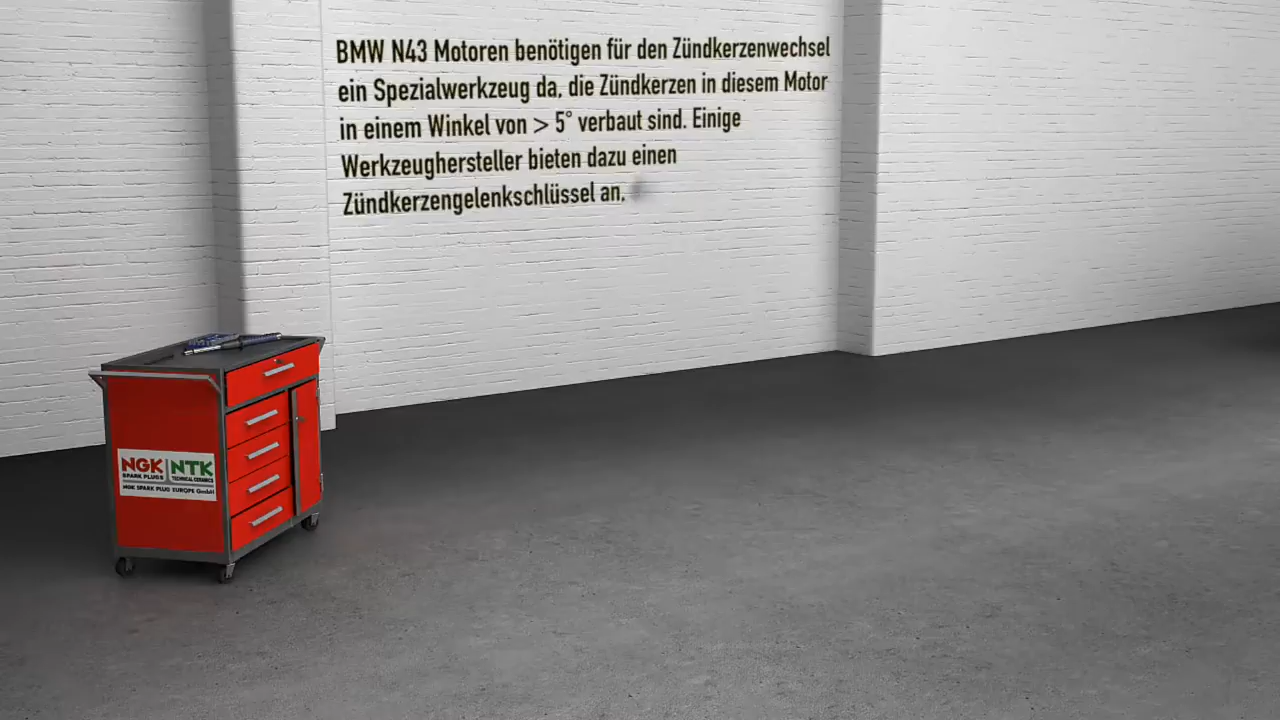 BMW N43 Motoren benötigen für den Zündkerzenwechsel
ein Spezialwerkzeug da, die Zündkerzen in diesem Motor
in einem Winkel von > 5° verbaut sind. Einige
Werkzeughersteller bieten dazu einen
Zündkerzengelenkschlüssel an.
NGK NTK
SPARK PLUGS TECHNICAL CERAMICS
NGK SPARK PLUG EUROPE GmbH